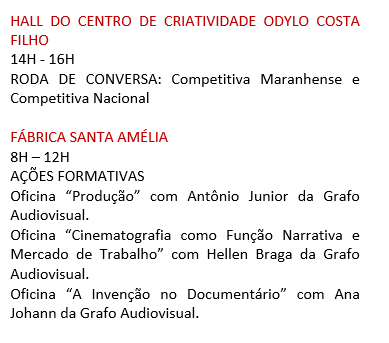 HALL DO CENTRO DE CRIATIVIDADE ODYLO COSTA
FILHO
14H - 16H
RODA DE CONVERSA: Competitiva Maranhense e
Competitiva Nacional
FÁBRICA SANTA AMÉLIA
8H – 12H
AÇÕES FORMATIVAS
Oficina “Produção” com Antônio Junior da Grafo
Audiovisual.
Oficina “Cinematografia como Função Narrativa e
Mercado de Trabalho” com Hellen Braga da Grafo
Audiovisual.
Oficina “A Invenção no Documentário” com Ana
Johann da Grafo Audiovisual.